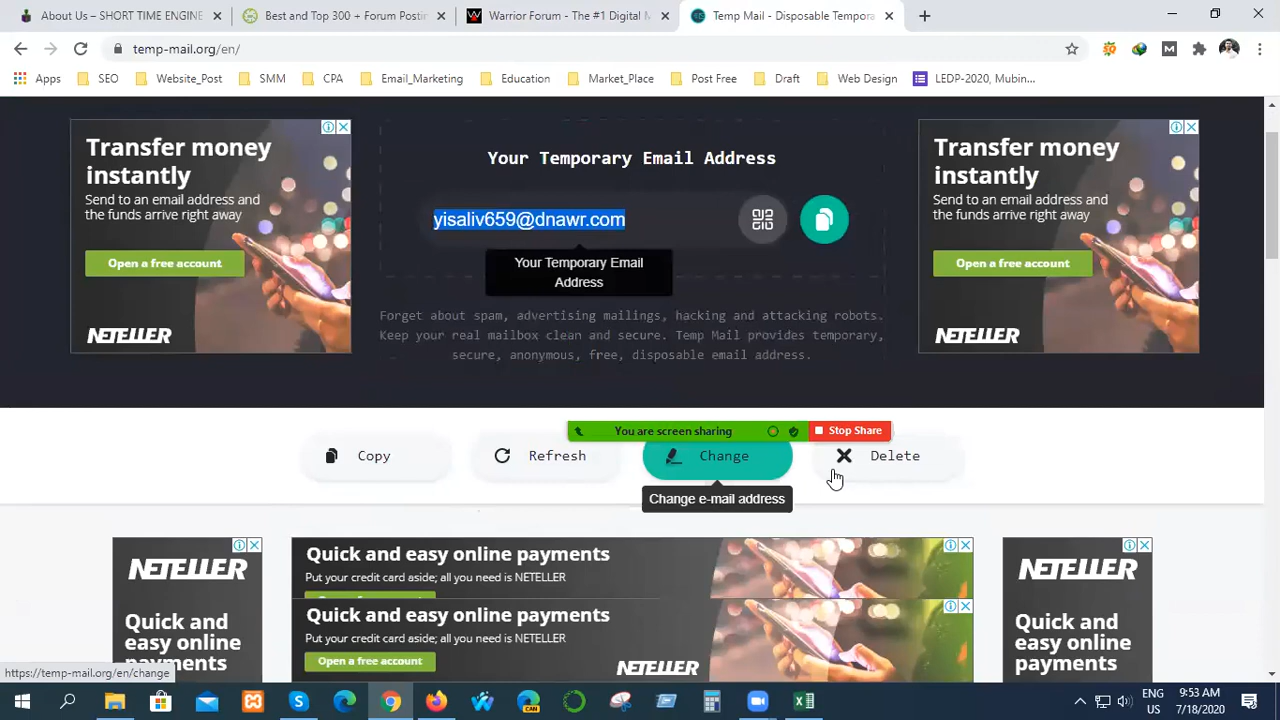 About Us – SHORT TIME ENGINE
Best and Top 300 + Forum Post
Warrior Forum - The #1 Digital M
Temp Mail - Disposable Tempora
temp-mail.org/en/
Apps SEO Website_Post SMM CPA Email_Marketing Education Market_Place Post Free Draft Web Design LEDP-2020, Mubin...
Transfer money
instantly
Send to an email address and
the funds arrive right away
Open a free account
NETELLER
Your Temporary Email Address
yisaliv659@dnawr.com
Your Temporary Email
Address
Forget about spam, advertising mailings, hacking and attacking robots.
Keep your real mailbox clean and secure. Temp Mail provides temporary,
secure, anonymous, free, disposable email address.
Transfer money
instantly
Send to an email address and
the funds arrive right away
Open a free account
NETELLER
You are screen sharing Stop Share
Copy Refresh Change Delete
Change e-mail address
NETELLER
Quick and
easy online
payments
Quick and easy online payments
Put your credit card aside; all you need is NETELLER
Quick and easy online payments
Put your credit card aside; all you need is NETELLER
Open a free account
NETELLER
NETELLER
Quick and
easy online
payments
https://temp-mail.org/en/change
CAN
ENG
US
9:53 AM
7/18/2020